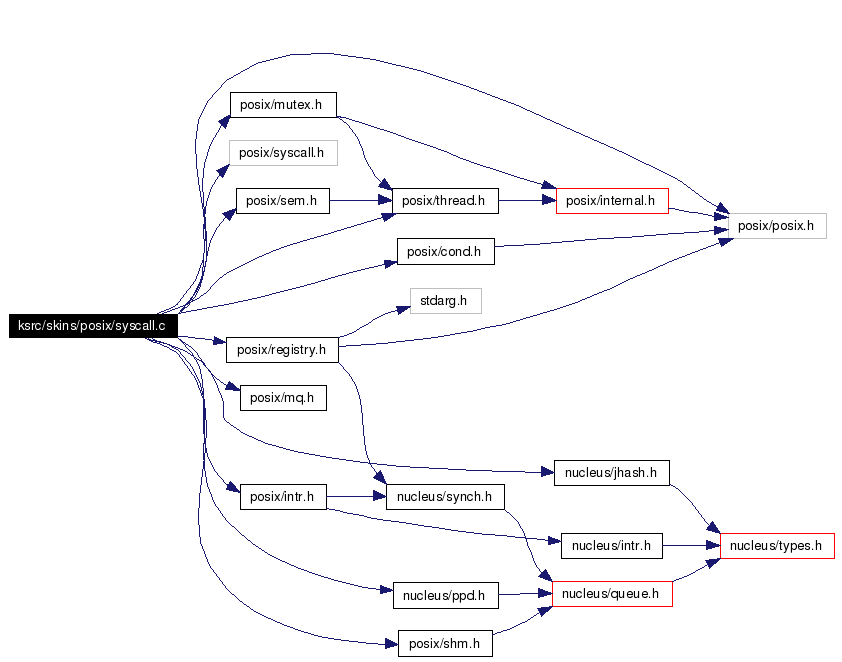 posix/mutex.h
posix/syscall.h
posix/sem.h
posix/thread.h
posix/internal.h
posix/posix.h
posix/cond.h
stdarg.h
ksrc/skins/posix/syscall.c
posix/registry.h
posix/mq.h
nucleus/jhash.h
posix/intr.h
nucleus/synch.h
nucleus/intr.h
nucleus/types.h
nucleus/ppd.h
nucleus/queue.h
posix/shm.h